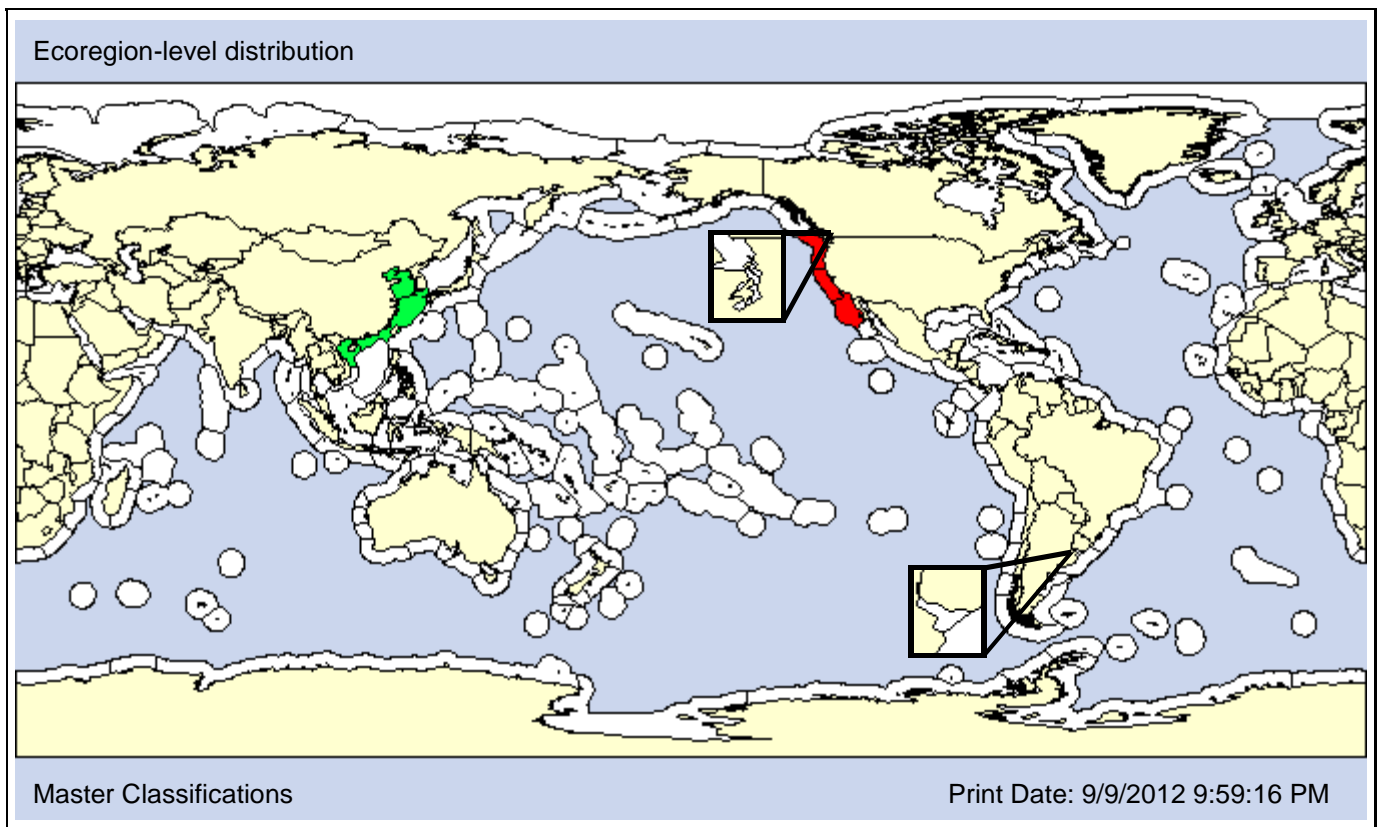 Ecoregion-level distribution
Master Classifications
Print Date: 9/9/2012 9:59:16 PM